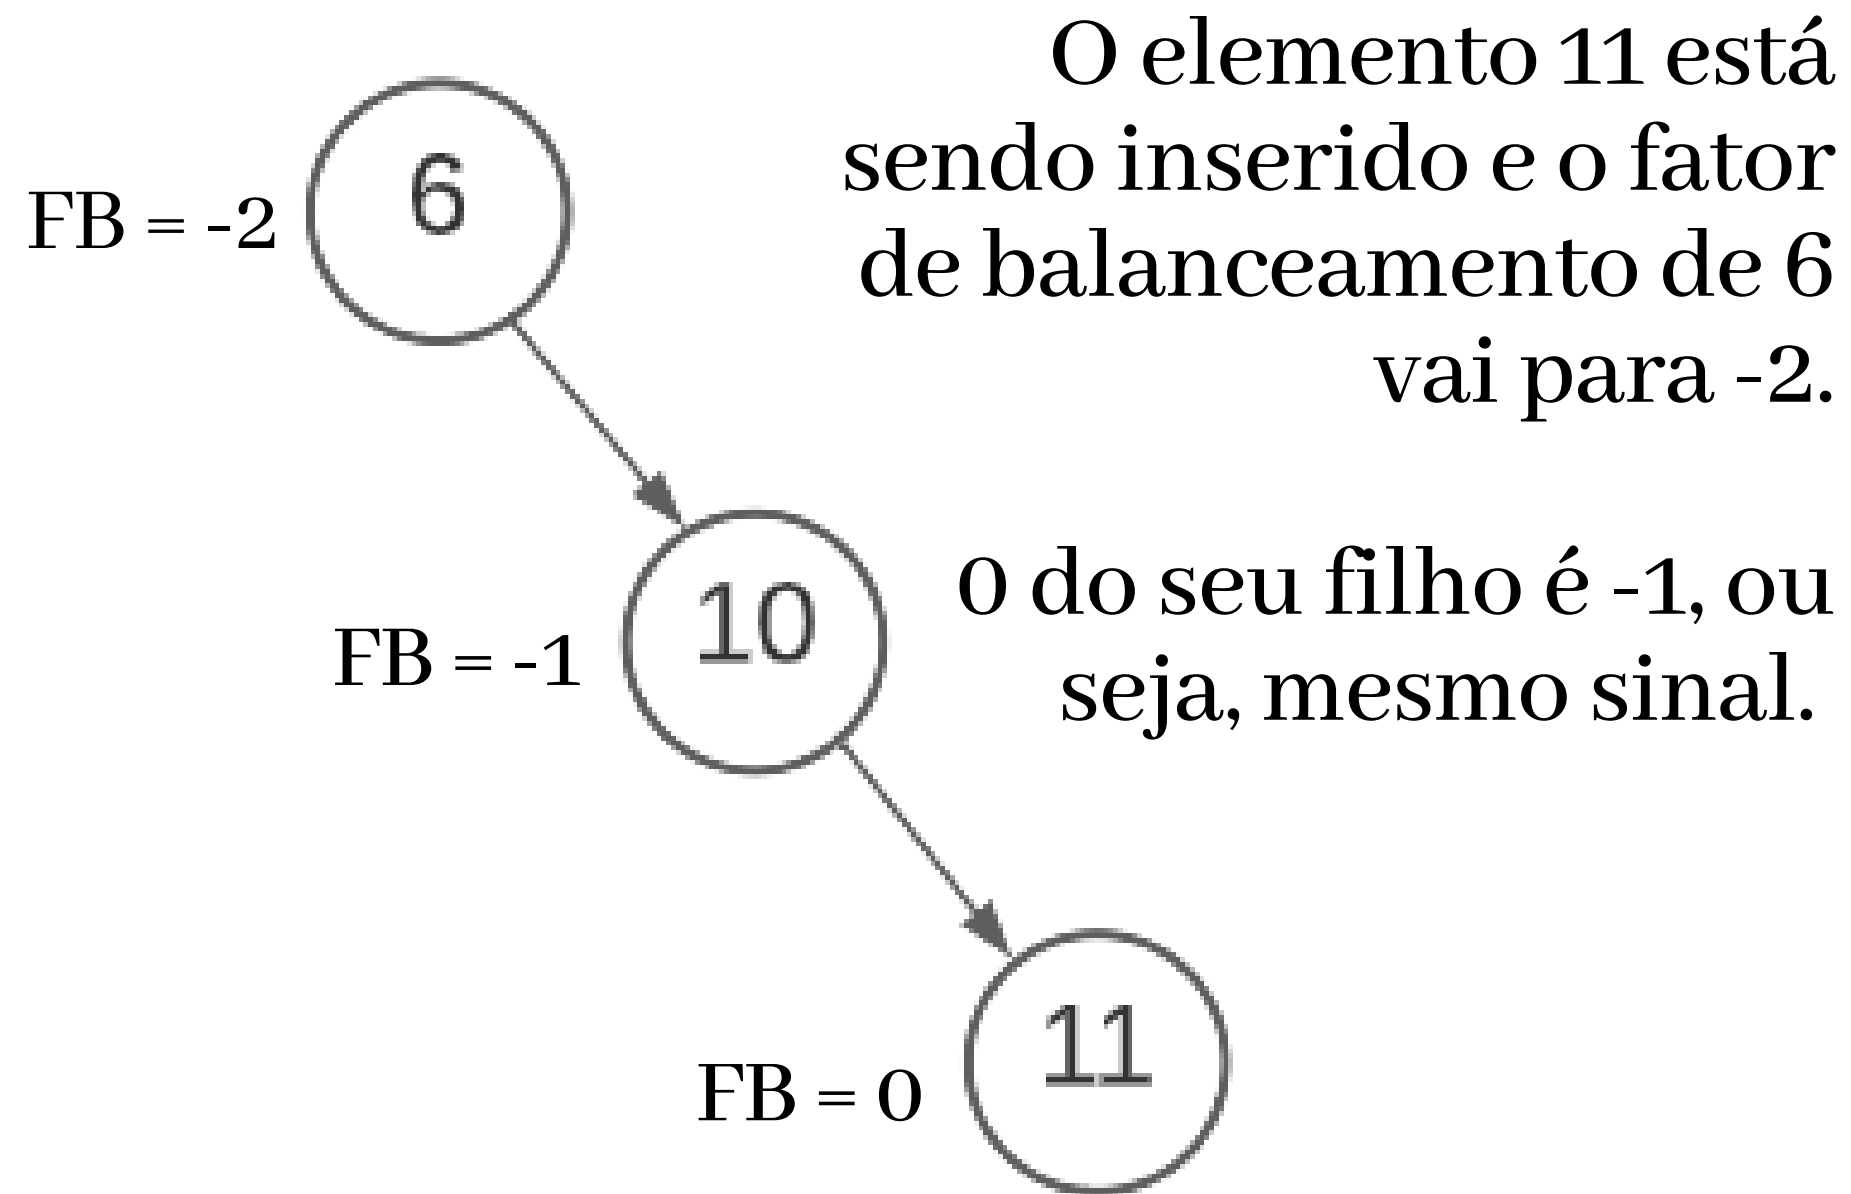 O elemento 11 está
sendo inserido e o fator
de balanceamento de 6
vai para -2.
6
FB = -2
0 do seu filho é -1, ou
seja, mesmo sinal.
10
FB = -1
11
FB = 0